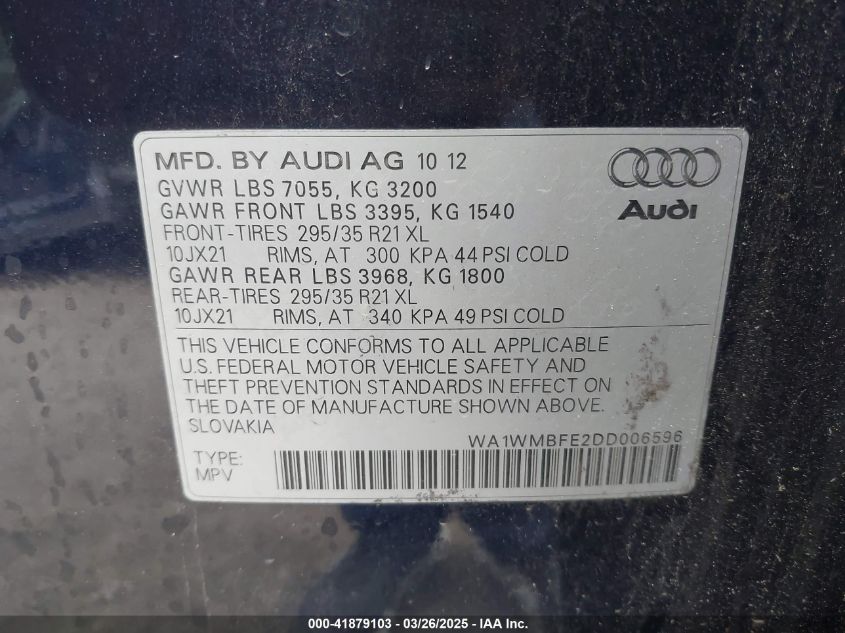 MFD. BY AUDI AG 10 12
GVWR LBS 7055, KG 3200
GAWR FRONT LBS 3395, KG 1540
FRONT-TIRES 295/35 R21 XL
10JX21 RIMS, AT 300 KPA 44 PSI COLD
GAWR REAR LBS 3968, KG 1800
REAR-TIRES 295/35 R21 XL
10JX21 RIMS, AT 340 KPA 49 PSI COLD
Audi
THIS VEHICLE CONFORMS TO ALL APPLICABLE
U.S. FEDERAL MOTOR VEHICLE SAFETY AND
THEFT PREVENTION STANDARDS IN EFFECT ON
THE DATE OF MANUFACTURE SHOWN ABOVE.
SLOVAKIA
WA1WMBFE2DD006596
TYPE:
MPV
000-41879103 — 03/26/2025 — IAAI.COM